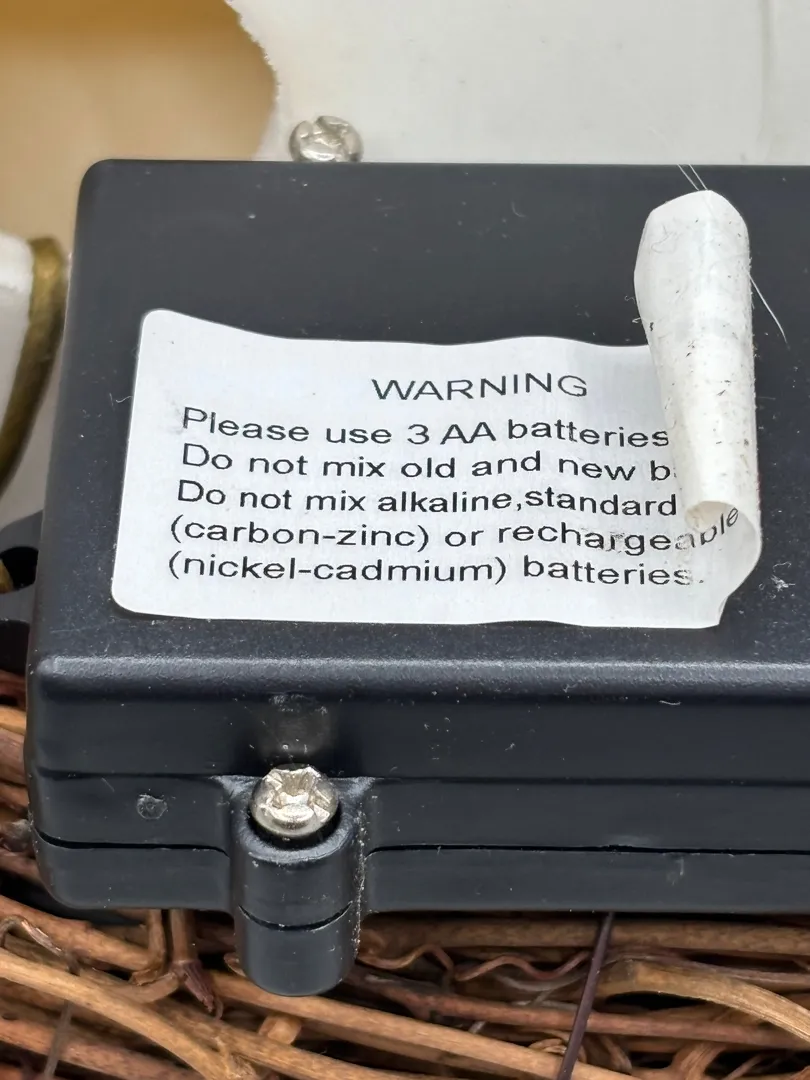 WARNING
Please use 3 AA batteries
Do not mix old and new
Do not mix alkaline,standard
(carbon-zinc) or rechargeable
(nickel-cadmium) batteries.